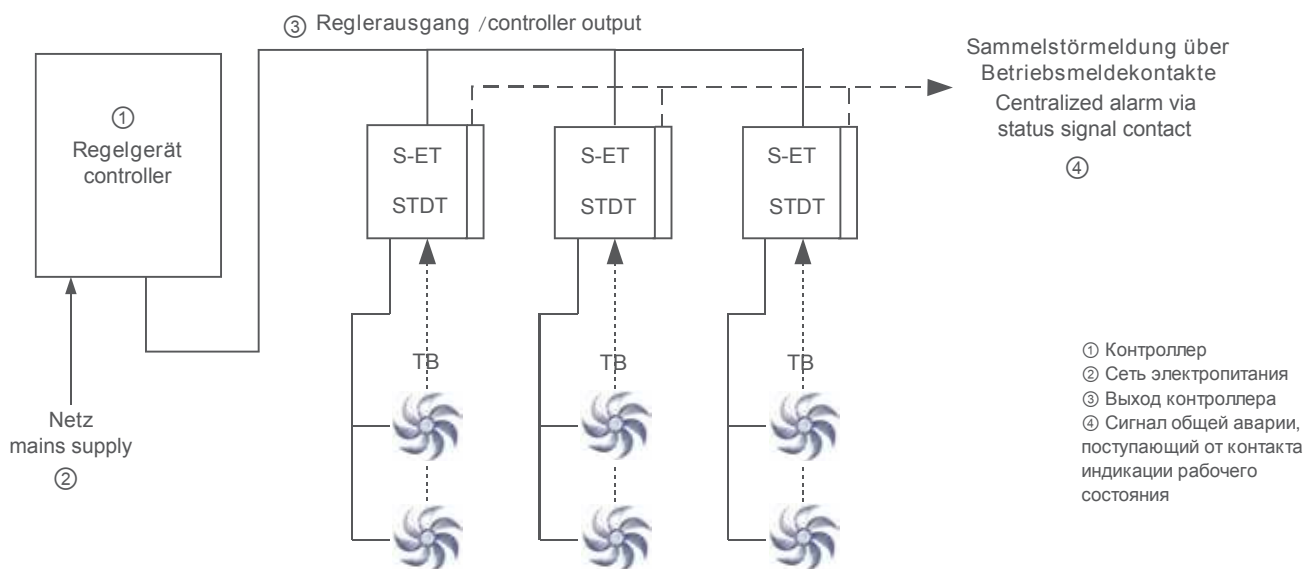 ③ Reglerausgang /controller output
Sammelstörmeldung über
Betriebsmeldekontakte
Centralized alarm via
status signal contact
④
①
Regelgerät
controller
S-ET
STDT
S-ET
STDT
S-ET
STDT
TB
TB
TB
Netz
mains supply
②
① Контроллер
② Сеть электропитания
③ Выход контроллера
④ Сигнал общей аварии,
поступающий от контакта
индикации рабочего
состояния